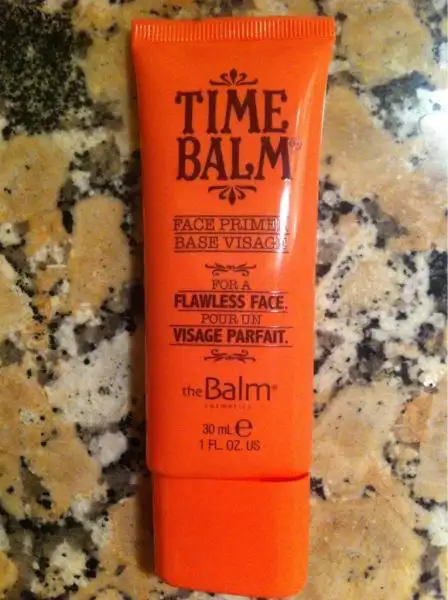 TIME
BALM®
FACE PRIMER
BASE VISAGE
FOR A
FLAWLESS FACE.
POUR UN
VISAGE PARFAIT.
theBalm®
cosmetics
30 mL ℮
1 FL. OZ. US